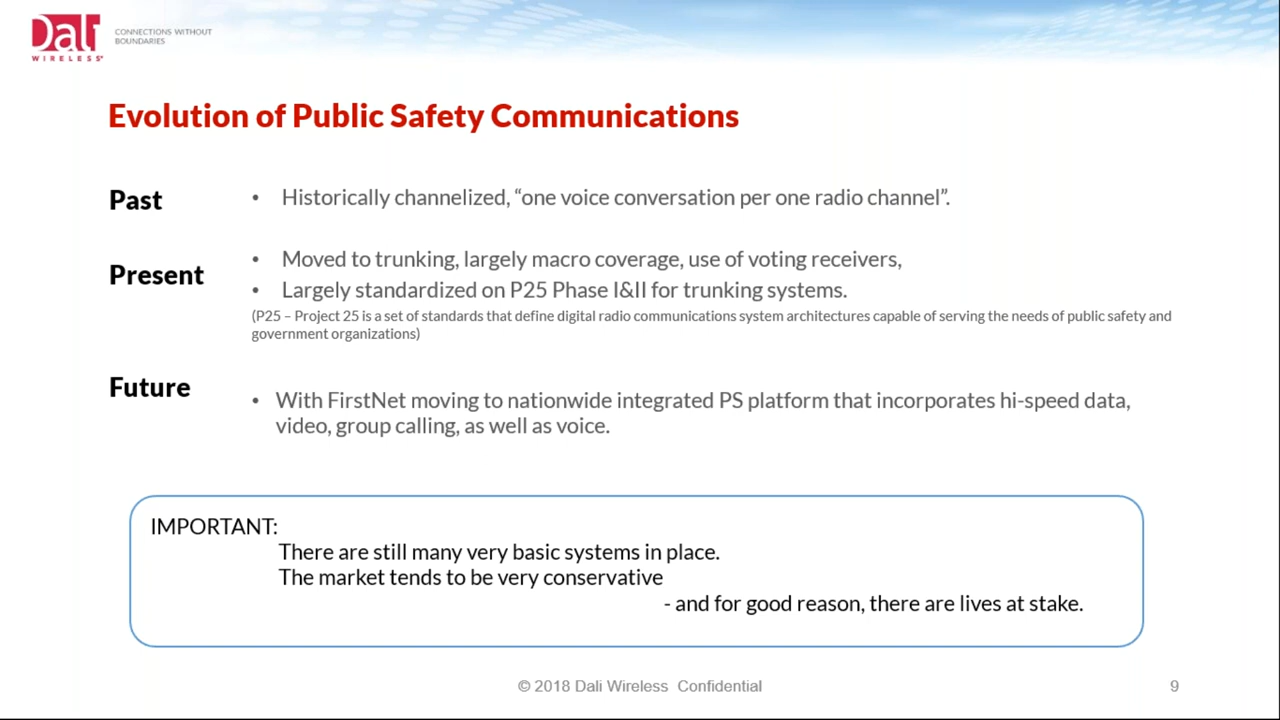 Dali
WIRELESS
CONNECTIONS WITHOUT
BOUNDARIES
Evolution of Public Safety Communications
Past
• Historically channelized, “one voice conversation per one radio channel”.
Present
• Moved to trunking, largely macro coverage, use of voting receivers,
• Largely standardized on P25 Phase I&II for trunking systems.
(P25 – Project 25 is a set of standards that define digital radio communications system architectures capable of serving the needs of public safety and
government organizations)
Future
• With FirstNet moving to nationwide integrated PS platform that incorporates hi-speed data,
video, group calling, as well as voice.
IMPORTANT:
There are still many very basic systems in place.
The market tends to be very conservative
- and for good reason, there are lives at stake.
© 2018 Dali Wireless Confidential
9